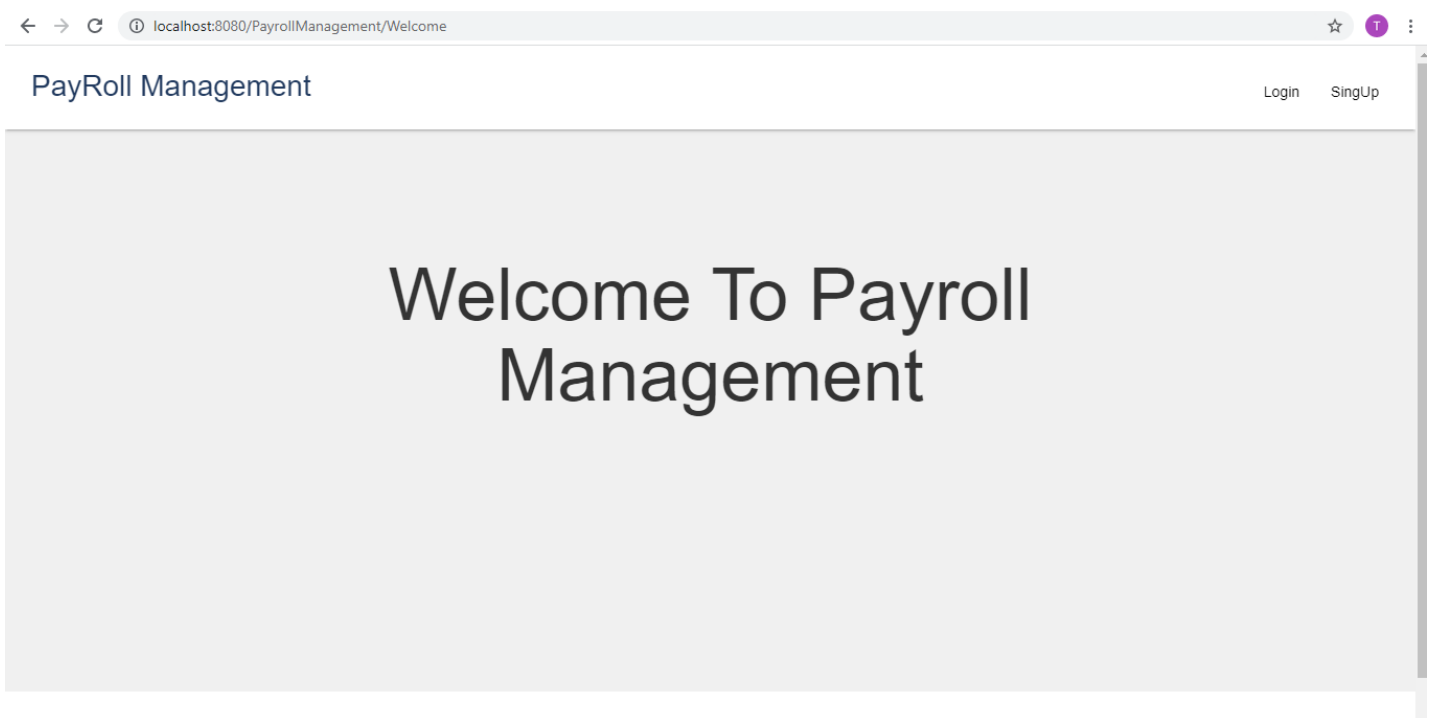 localhost:8080/PayrollManagement/Welcome
T
PayRoll Management
Login SingUp
Welcome To Payroll
Management